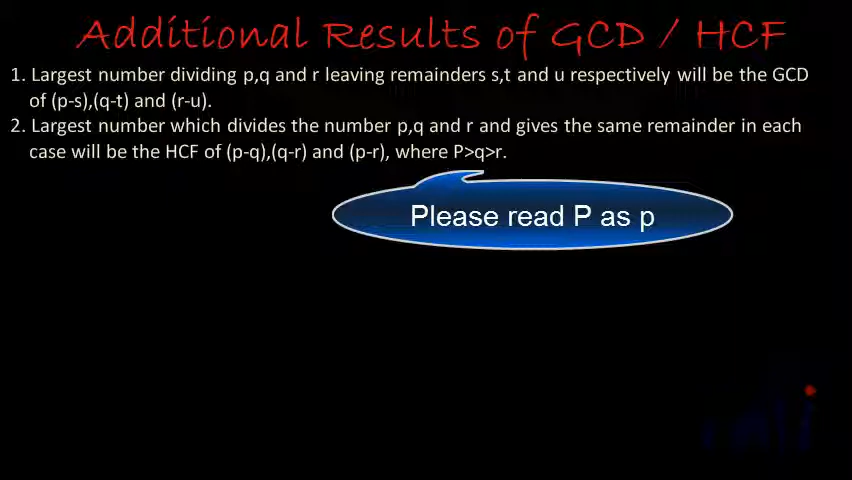 Additional Results of GCD / HCF
1. Largest number dividing p,q and r leaving remainders s,t and u respectively will be the GCD
of (p-s),(q-t) and (r-u).
2. Largest number which divides the number p,q and r and gives the same remainder in each
case will be the HCF of (p-q),(q-r) and (p-r), where P>q>r.
Please read P as p